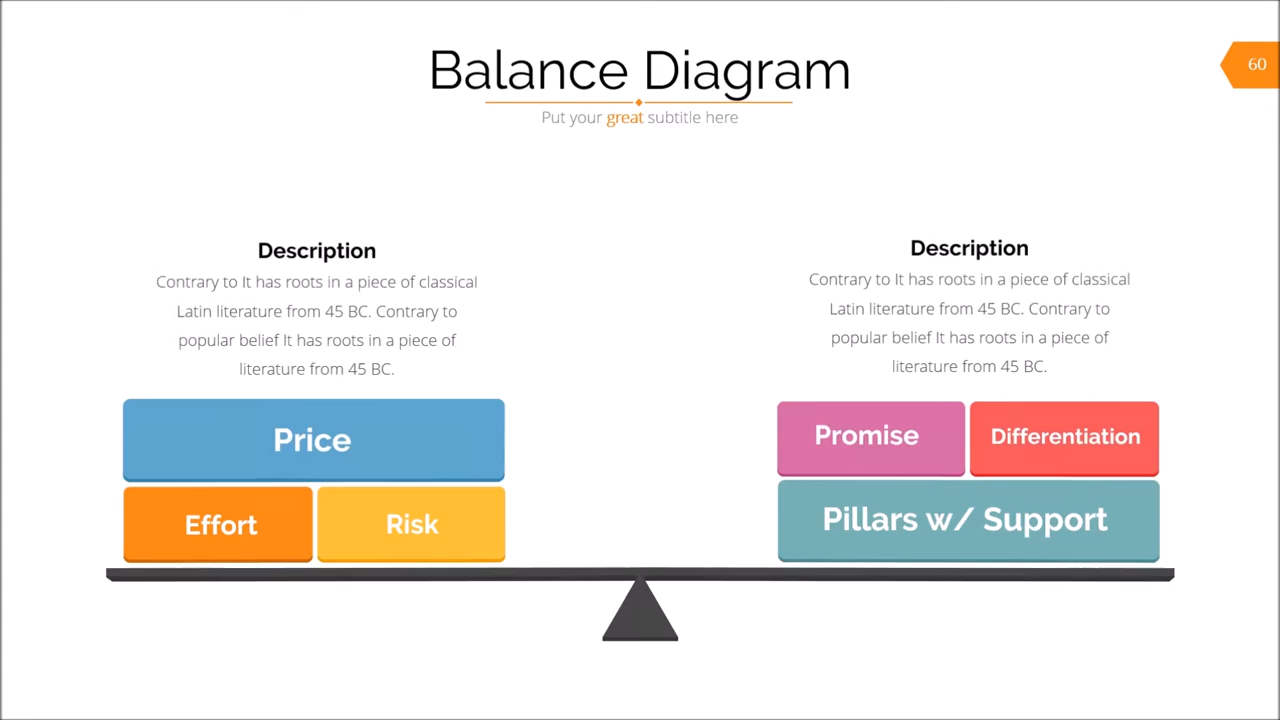 Balance Diagram
60
Put your great subtitle here
Description
Contrary to It has roots in a piece of classical
Latin literature from 45 BC. Contrary to
popular belief It has roots in a piece of
literature from 45 BC.
Price
Effort
Risk
Description
Contrary to It has roots in a piece of classical
Latin literature from 45 BC. Contrary to
popular belief It has roots in a piece of
literature from 45 BC.
Promise
Differentiation
Pillars w/ Support